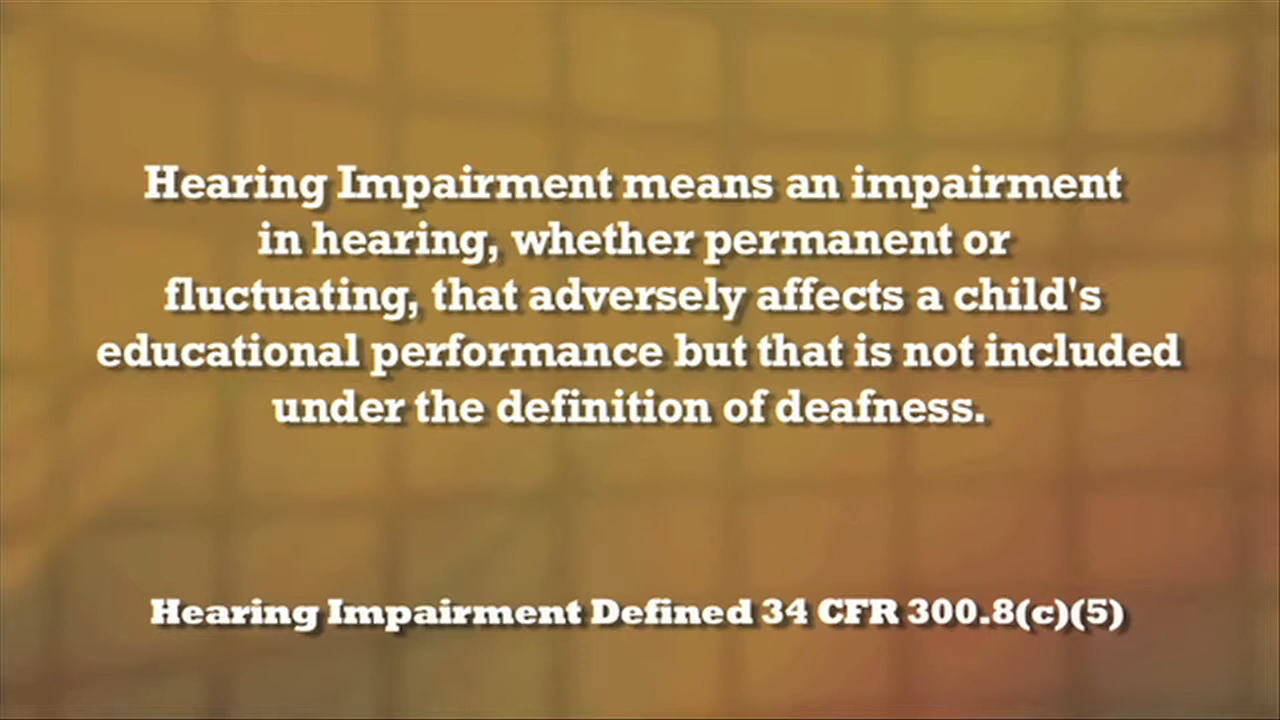 Hearing Impairment means an impairment
in hearing, whether permanent or
fluctuating, that adversely affects a child's
educational performance but that is not included
under the definition of deafness.
Hearing Impairment Defined 34 CFR 300.8(c)(5)